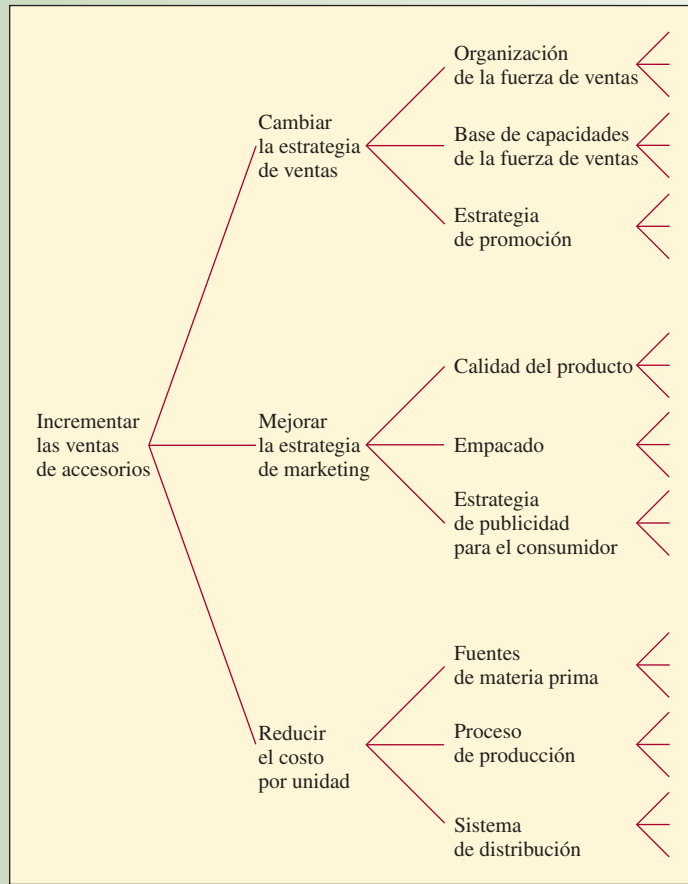 Incrementar
las ventas
de accesorios
Cambiar
la estrategia
de ventas
Organización
de la fuerza de ventas
Base de capacidades
de la fuerza de ventas
Estrategia
de promoción
Mejorar
la estrategia
de marketing
Calidad del producto
Empacado
Estrategia
de publicidad
para el consumidor
Reducir
el costo
por unidad
Fuentes
de materia prima
Proceso
de producción
Sistema
de distribución